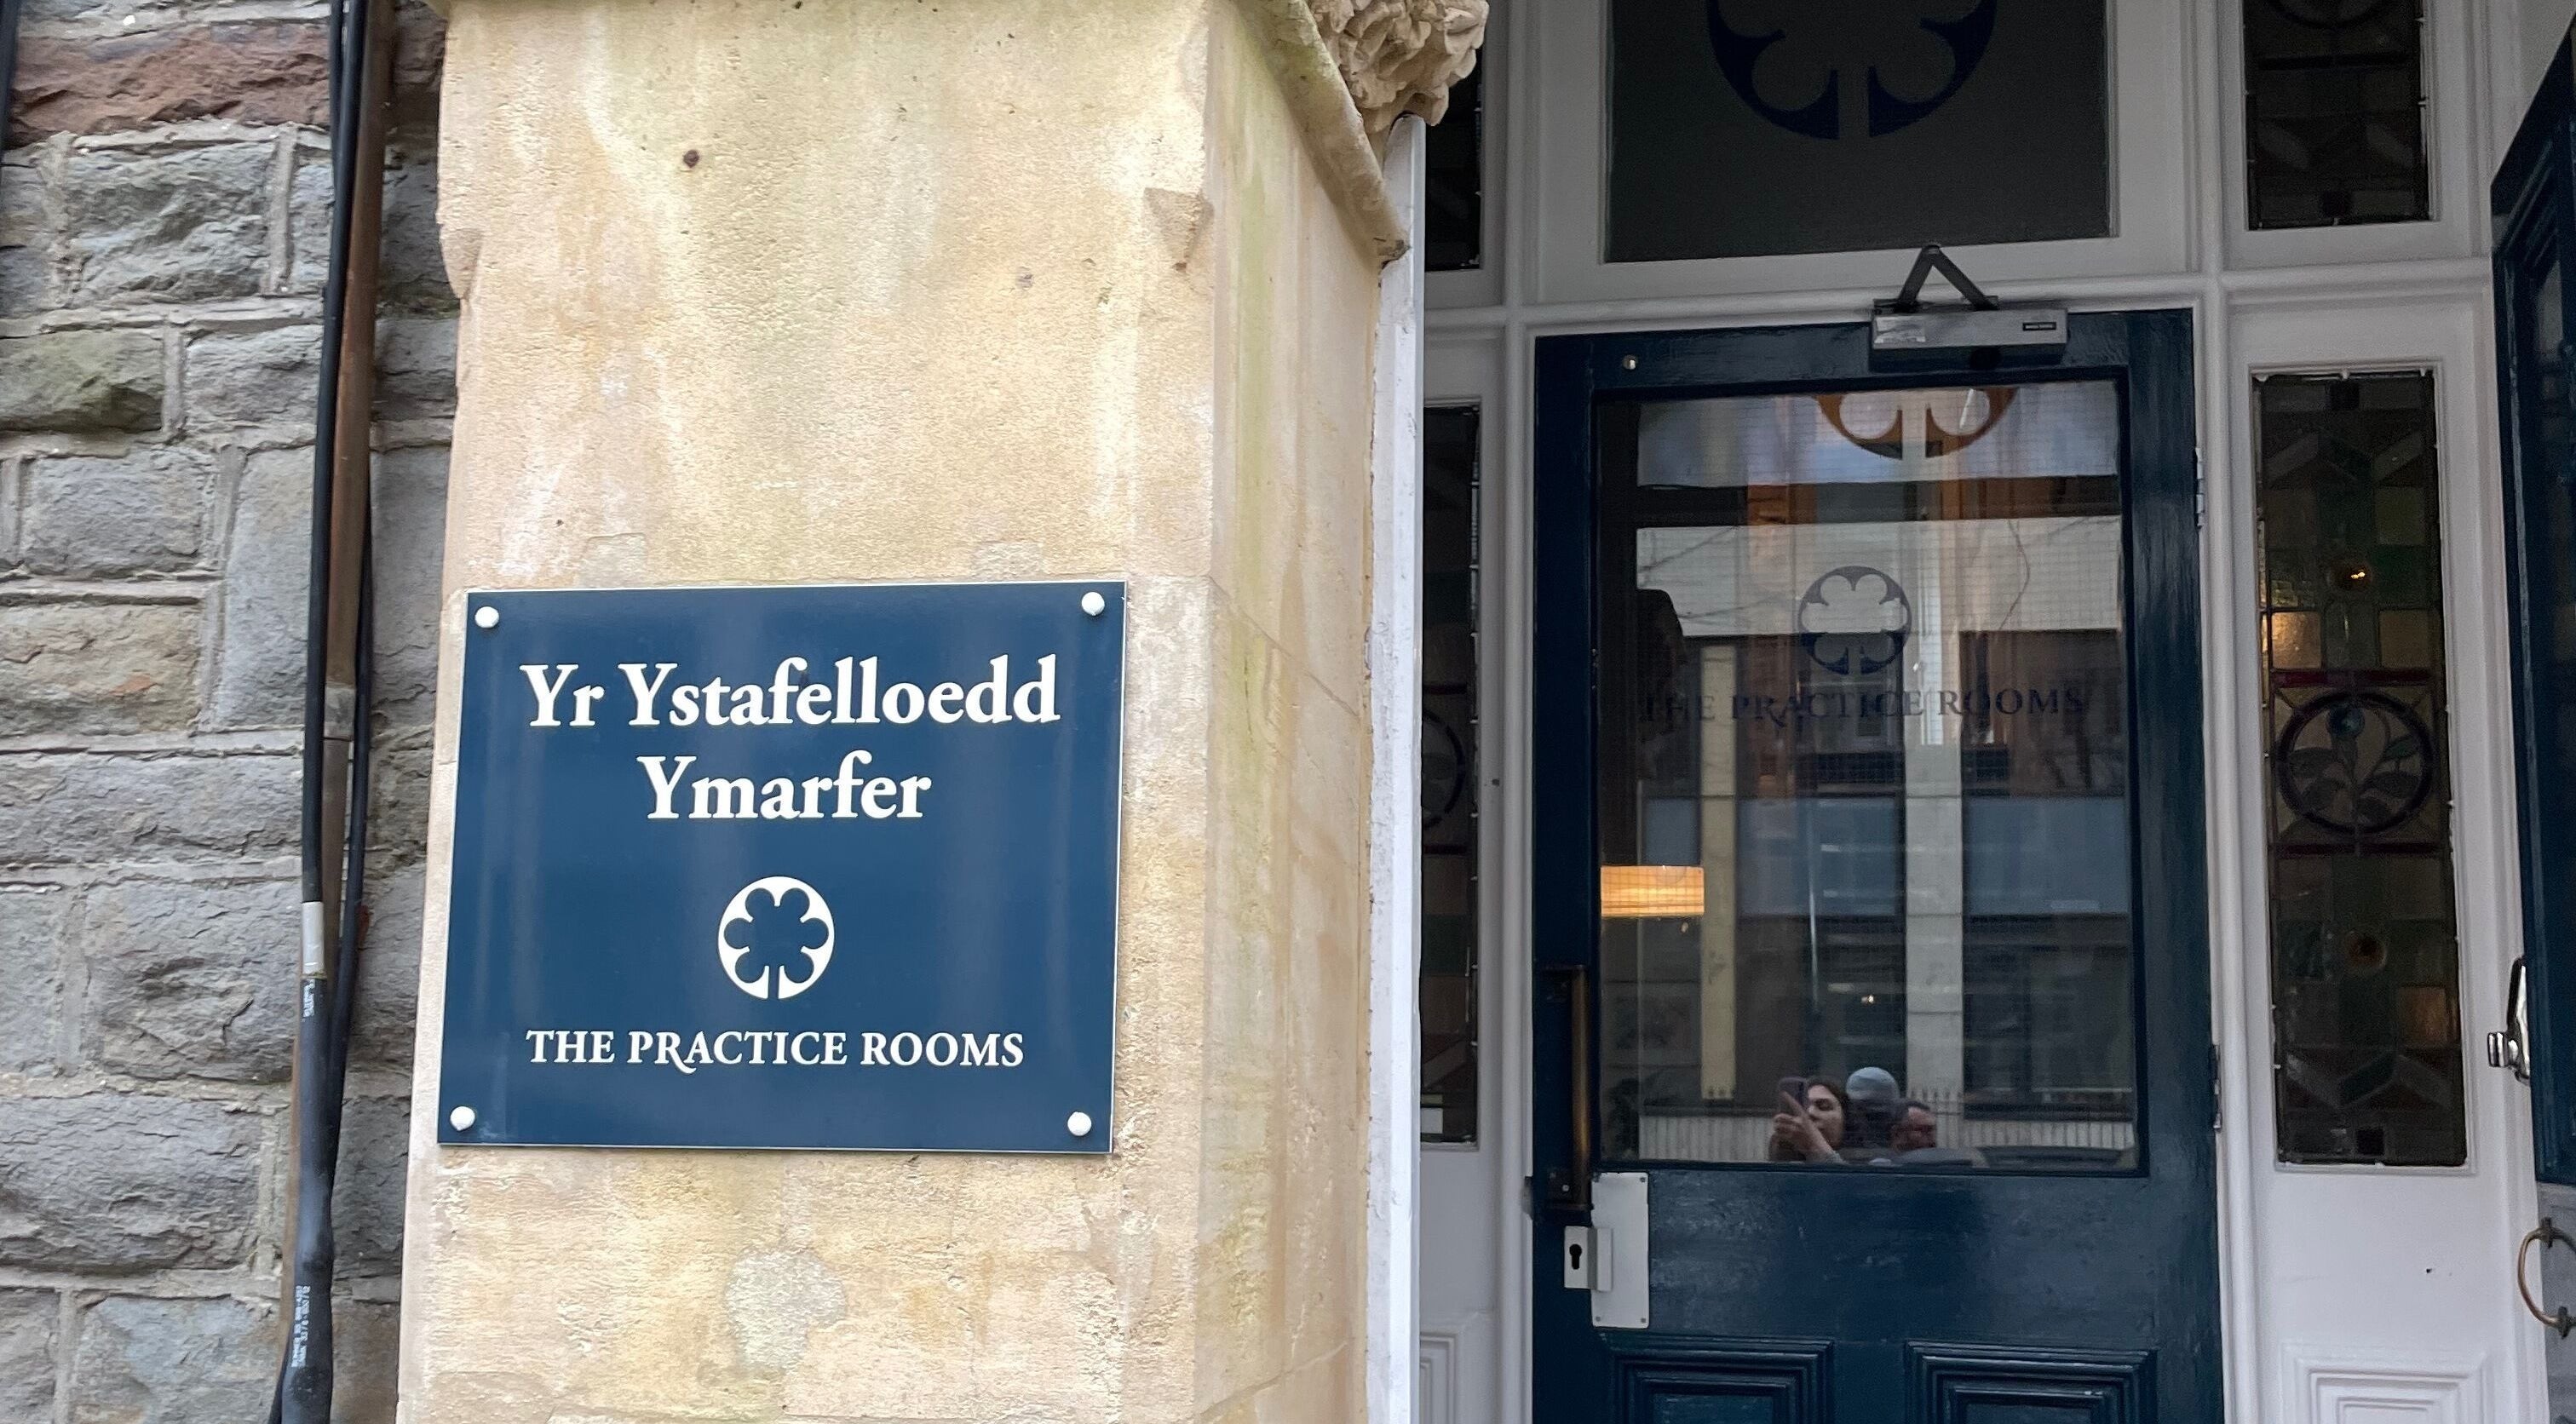 Yr Ystafelloedd
Ymarfer
THE PRACTICE ROOMS
THE PRACTICE ROOMS